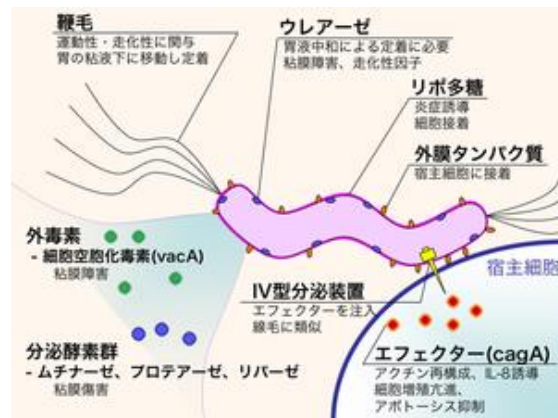 鞭毛
運動性・走化性に関与
胃の粘液下に移動し定着
ウレアーゼ
胃液中和による定着に必要
粘膜障害、走化性因子
リポ多糖
炎症誘導
細胞接着
外膜タンパク質
宿主細胞に接着
外毒素
- 細胞空胞化毒素(vacA)
粘膜障害
分泌酵素群
- ムチナーゼ、プロテアーゼ、リパーゼ
粘膜傷害
IV型分泌装置
エフェクターを注入
線毛に類似
宿主細胞
エフェクター(cagA)
アクチン再構成、IL-8誘導
細胞増殖亢進、
アポトーシス抑制